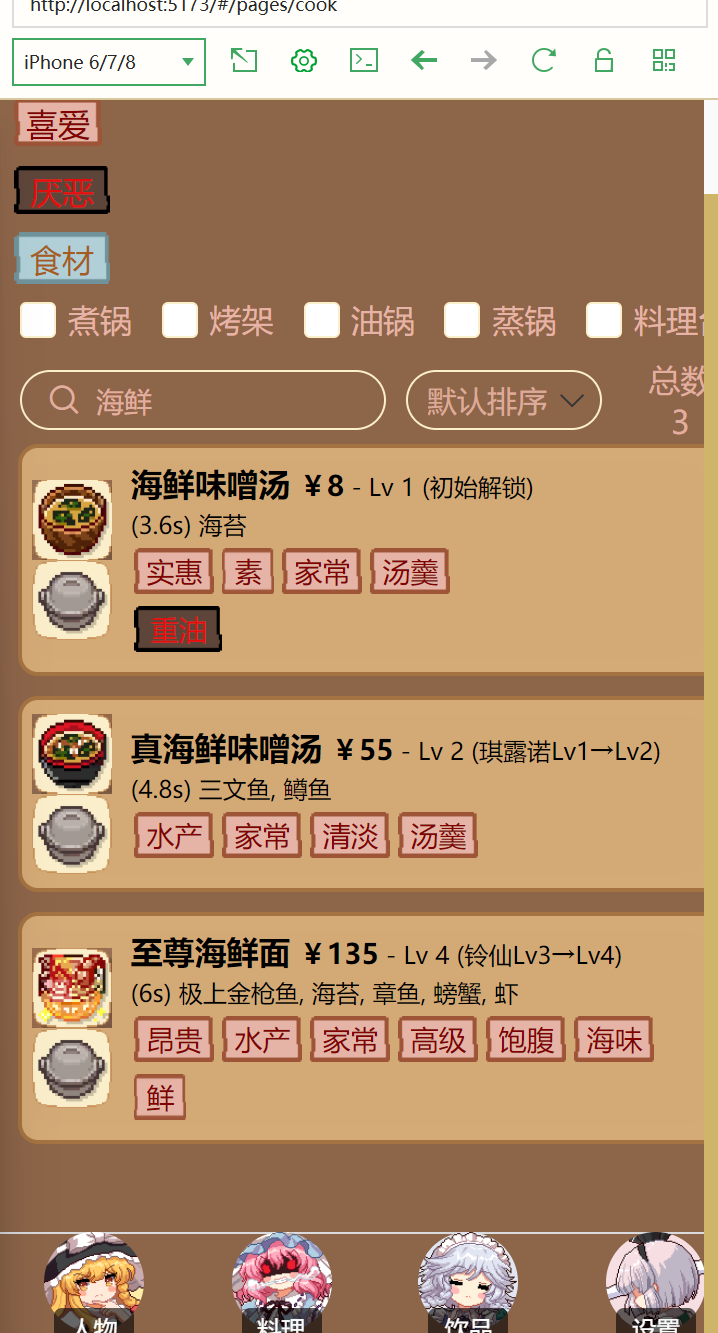 http://localhost:5173/#/pages/cook
iPhone 6/7/8
喜爱
厌恶
食材
煮锅 烤架 油锅 蒸锅 料理台
海鲜 默认排序 总数
3
海鲜味噌汤 ￥8 - Lv 1 (初始解锁)
(3.6s) 海苔
实惠 素 家常 汤羹
重油
真海鲜味噌汤 ￥55 - Lv 2 (琪露诺Lv1→Lv2)
(4.8s) 三文鱼, 鳟鱼
水产 家常 清淡 汤羹
至尊海鲜面 ￥135 - Lv 4 (铃仙Lv3→Lv4)
(6s) 极上金枪鱼, 海苔, 章鱼, 螃蟹, 虾
昂贵 水产 家常 高级 饱腹 海味
鲜
人物 料理 饮品 设置